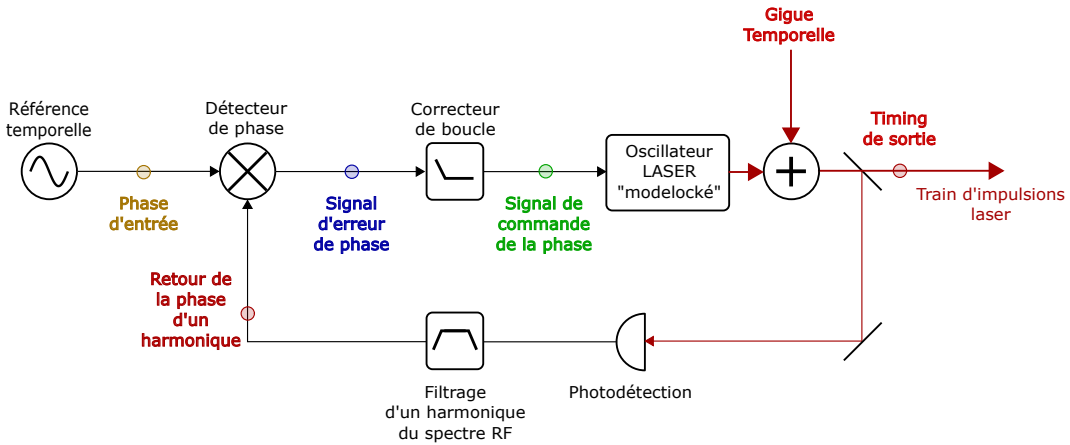 Gigue
Temporelle
Référence
temporelle
Détecteur
de phase
Correcteur
de boucle
Oscillateur
LASER
"modelocké"
Timing
de sortie
Phase
d'entrée
Signal
d'erreur
de phase
Signal de
commande
de la phase
Train d'impulsions
laser
Retour de
la phase
d'un
harmonique
Filtrage
d'un harmonique
du spectre RF
Photodétection